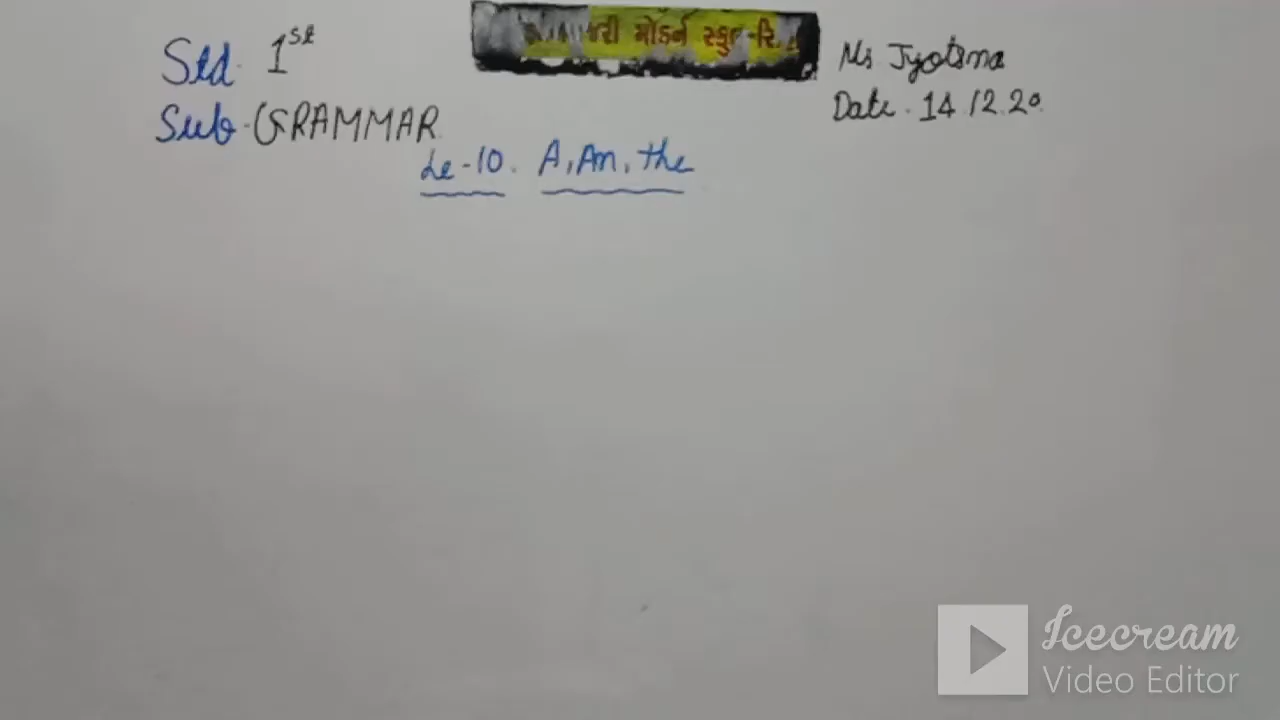 Std. 1st
Sub-GRAMMAR
Le-10. A, An, the
મોડર્ન સ્કુલ
Ms Jyotsna
Date. 14.12.20
Icecream
Video Editor